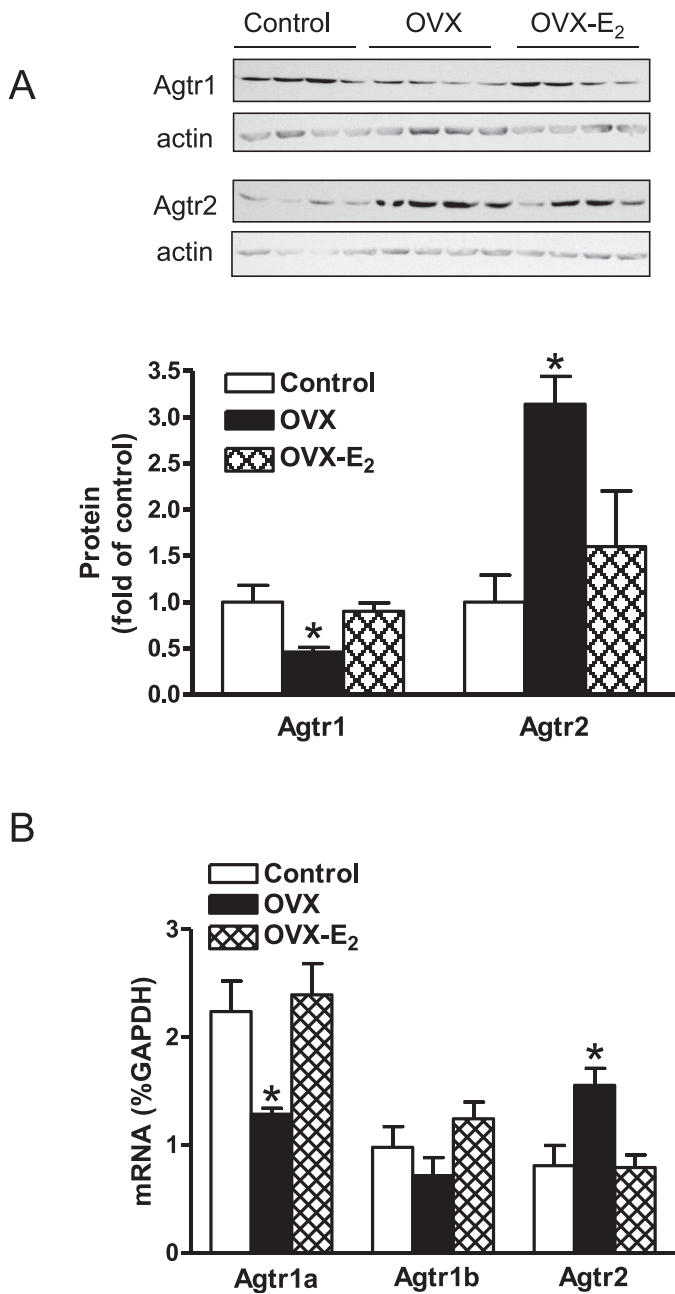 Control OVX OVX-E₂
A
Agtr1
actin
Agtr2
actin
Protein
(fold of control)
3.5
3.0
2.5
2.0
1.5
1.0
0.5
0.0
*
*
Control
OVX
OVX-E₂
Agtr1 Agtr2
B
mRNA (%GAPDH)
3
2
1
0
Control
OVX
OVX-E₂
*
*
Agtr1a Agtr1b Agtr2